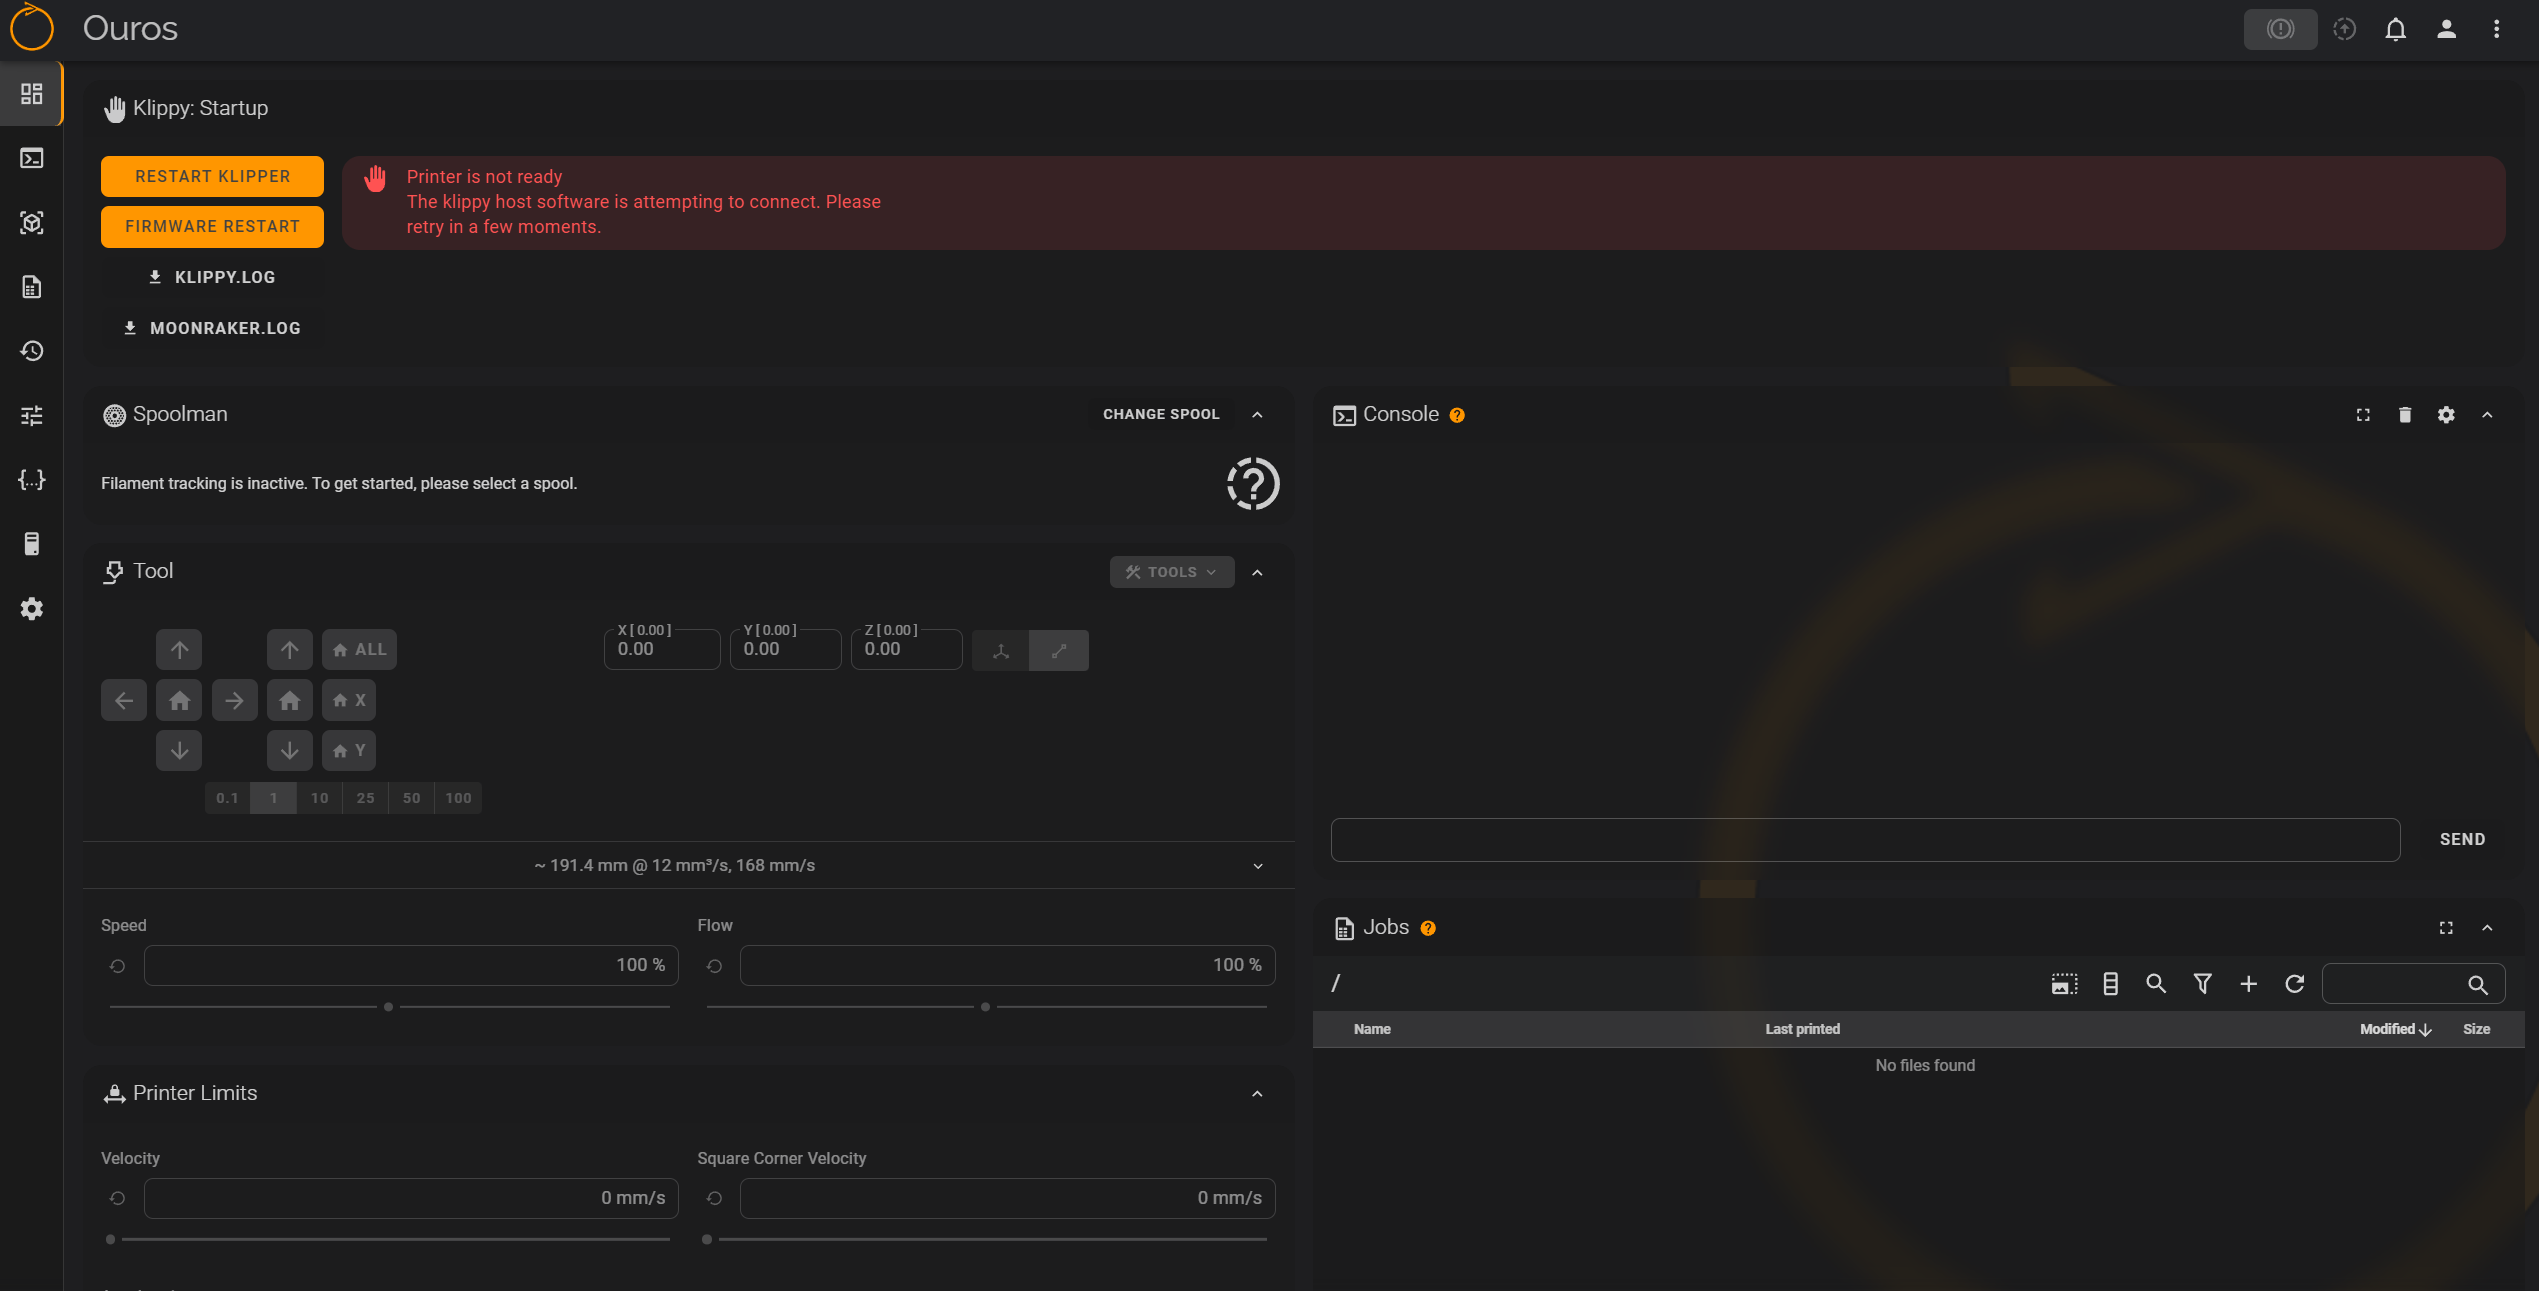 Ouros
Klippy: Startup
RESTART KLIPPER
FIRMWARE RESTART
KLIPPY.LOG
MOONRAKER.LOG
Printer is not ready
The klippy host software is attempting to connect. Please
retry in a few moments.
Spoolman
CHANGE SPOOL
Filament tracking is inactive. To get started, please select a spool.
Tool
TOOLS
ALL
X
Y
X [ 0.00 ]
0.00
Y [ 0.00 ]
0.00
Z [ 0.00 ]
0.00
0.1 1 10 25 50 100
~ 191.4 mm @ 12 mm³/s, 168 mm/s
Speed
100 %
Flow
100 %
Printer Limits
Velocity
0 mm/s
Square Corner Velocity
0 mm/s
Console
SEND
Jobs
/
Name Last printed Modified Size
No files found